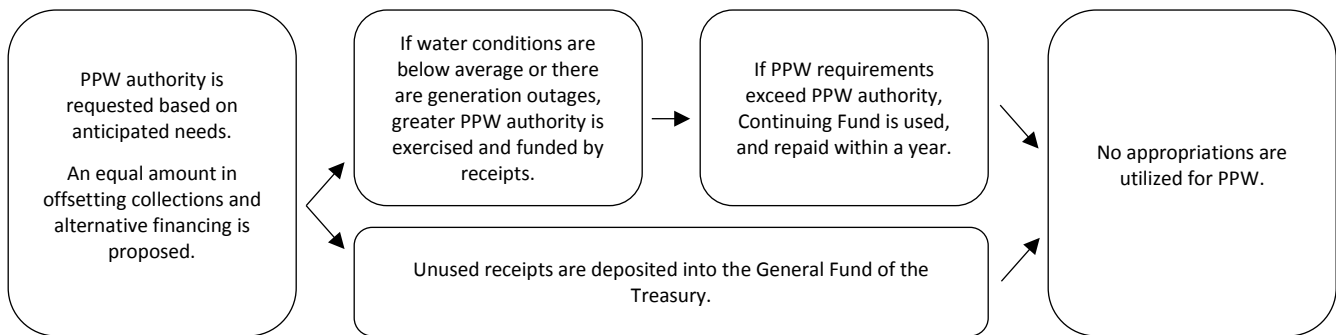 PPW authority is
requested based on
anticipated needs.
An equal amount in
offsetting collections and
alternative financing is
proposed.
If water conditions are
below average or there
are generation outages,
greater PPW authority is
exercised and funded by
receipts.
If PPW requirements
exceed PPW authority,
Continuing Fund is used,
and repaid within a year.
Unused receipts are deposited into the General Fund of the
Treasury.
No appropriations are
utilized for PPW.